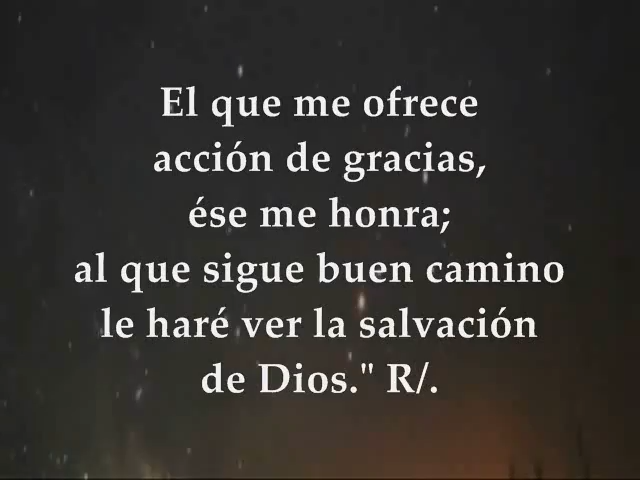 El que me ofrece
acción de gracias,
ése me honra;
al que sigue buen camino
le haré ver la salvación
de Dios." R/.